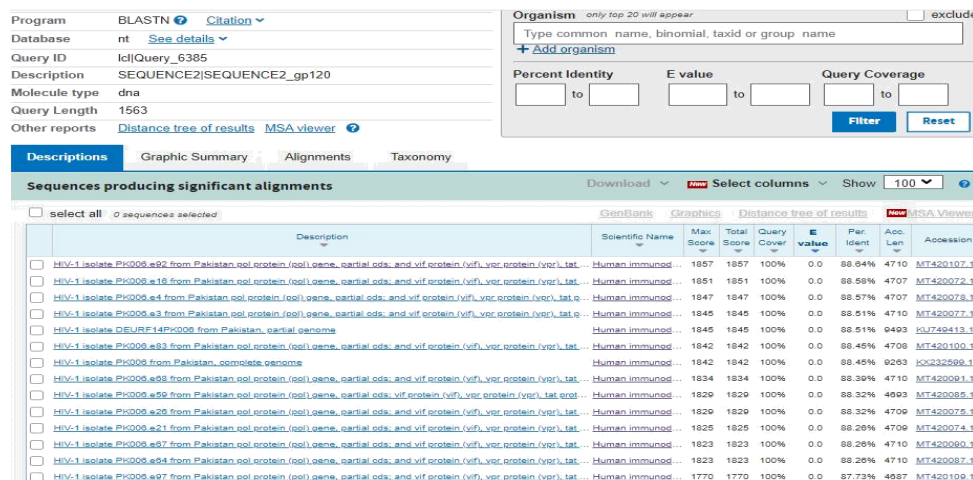 Program BLASTN Citation
Database nt See details
Query ID lcl|Query_6385
Description SEQUENCE2|SEQUENCE2_gp120
Molecule type dna
Query Length 1563
Other reports Distance tree of results MSA viewer
Organism only top 20 will appear exclude
Type common name, binomial, taxid or group name
+ Add organism
Percent Identity E value Query Coverage
to to to
Filter Reset
Descriptions Graphic Summary Alignments Taxonomy
Sequences producing significant alignments Download New Select columns Show 100
select all 0 sequences selected GenBank Graphics Distance tree of results New MSA Viewer
Description Scientific Name Max Score Total Score Query Cover E value Per. Ident Acc. Len Accession
HIV-1 isolate PK006.e92 from Pakistan pol protein (pol) gene, partial cds; and vif protein (vif), vpr protein (vpr), tat ... Human immunod... 1857 1857 100% 0.0 88.64% 4710 MT420107.1
HIV-1 isolate PK006.e16 from Pakistan pol protein (pol) gene, partial cds; and vif protein (vif), vpr protein (vpr), tat ... Human immunod... 1851 1851 100% 0.0 88.58% 4707 MT420072.1
HIV-1 isolate PK006.e4 from Pakistan pol protein (pol) gene, partial cds; and vif protein (vif), vpr protein (vpr), tat p... Human immunod... 1847 1847 100% 0.0 88.57% 4707 MT420078.1
HIV-1 isolate PK006.e3 from Pakistan pol protein (pol) gene, partial cds; and vif protein (vif), vpr protein (vpr), tat p... Human immunod... 1845 1845 100% 0.0 88.51% 4710 MT420077.1
HIV-1 isolate DEURF14PK006 from Pakistan, partial genome Human immunod... 1845 1845 100% 0.0 88.51% 9493 KU749413.1
HIV-1 isolate PK006.e83 from Pakistan pol protein (pol) gene, partial cds; and vif protein (vif), vpr protein (vpr), tat ... Human immunod... 1842 1842 100% 0.0 88.45% 4708 MT420100.1
HIV-1 isolate PK006 from Pakistan, complete genome Human immunod... 1842 1842 100% 0.0 88.45% 9263 KX232599.1
HIV-1 isolate PK006.e68 from Pakistan pol protein (pol) gene, partial cds; and vif protein (vif), vpr protein (vpr), tat ... Human immunod... 1834 1834 100% 0.0 88.39% 4710 MT420091.1
HIV-1 isolate PK006.e59 from Pakistan pol protein (pol) gene, partial cds; vif protein (vif), vpr protein (vpr), tat prot... Human immunod... 1829 1829 100% 0.0 88.32% 4693 MT420085.1
HIV-1 isolate PK006.e26 from Pakistan pol protein (pol) gene, partial cds; and vif protein (vif), vpr protein (vpr), tat ... Human immunod... 1829 1829 100% 0.0 88.26% 4709 MT420075.1
HIV-1 isolate PK006.e21 from Pakistan pol protein (pol) gene, partial cds; and vif protein (vif), vpr protein (vpr), tat ... Human immunod... 1825 1825 100% 0.0 88.26% 4709 MT420074.1
HIV-1 isolate PK006.e67 from Pakistan pol protein (pol) gene, partial cds; and vif protein (vif), vpr protein (vpr), tat ... Human immunod... 1823 1823 100% 0.0 88.26% 4710 MT420090.1
HIV-1 isolate PK006.e64 from Pakistan pol protein (pol) gene, partial cds; and vif protein (vif), vpr protein (vpr), tat ... Human immunod... 1823 1823 100% 0.0 88.26% 4710 MT420087.1
HIV-1 isolate PK006.e97 from Pakistan pol protein (pol) gene, partial cds; and vif protein (vif), vpr protein (vpr), tat ... Human immunod... 1770 1770 100% 0.0 87.73% 4687 MT420109.1